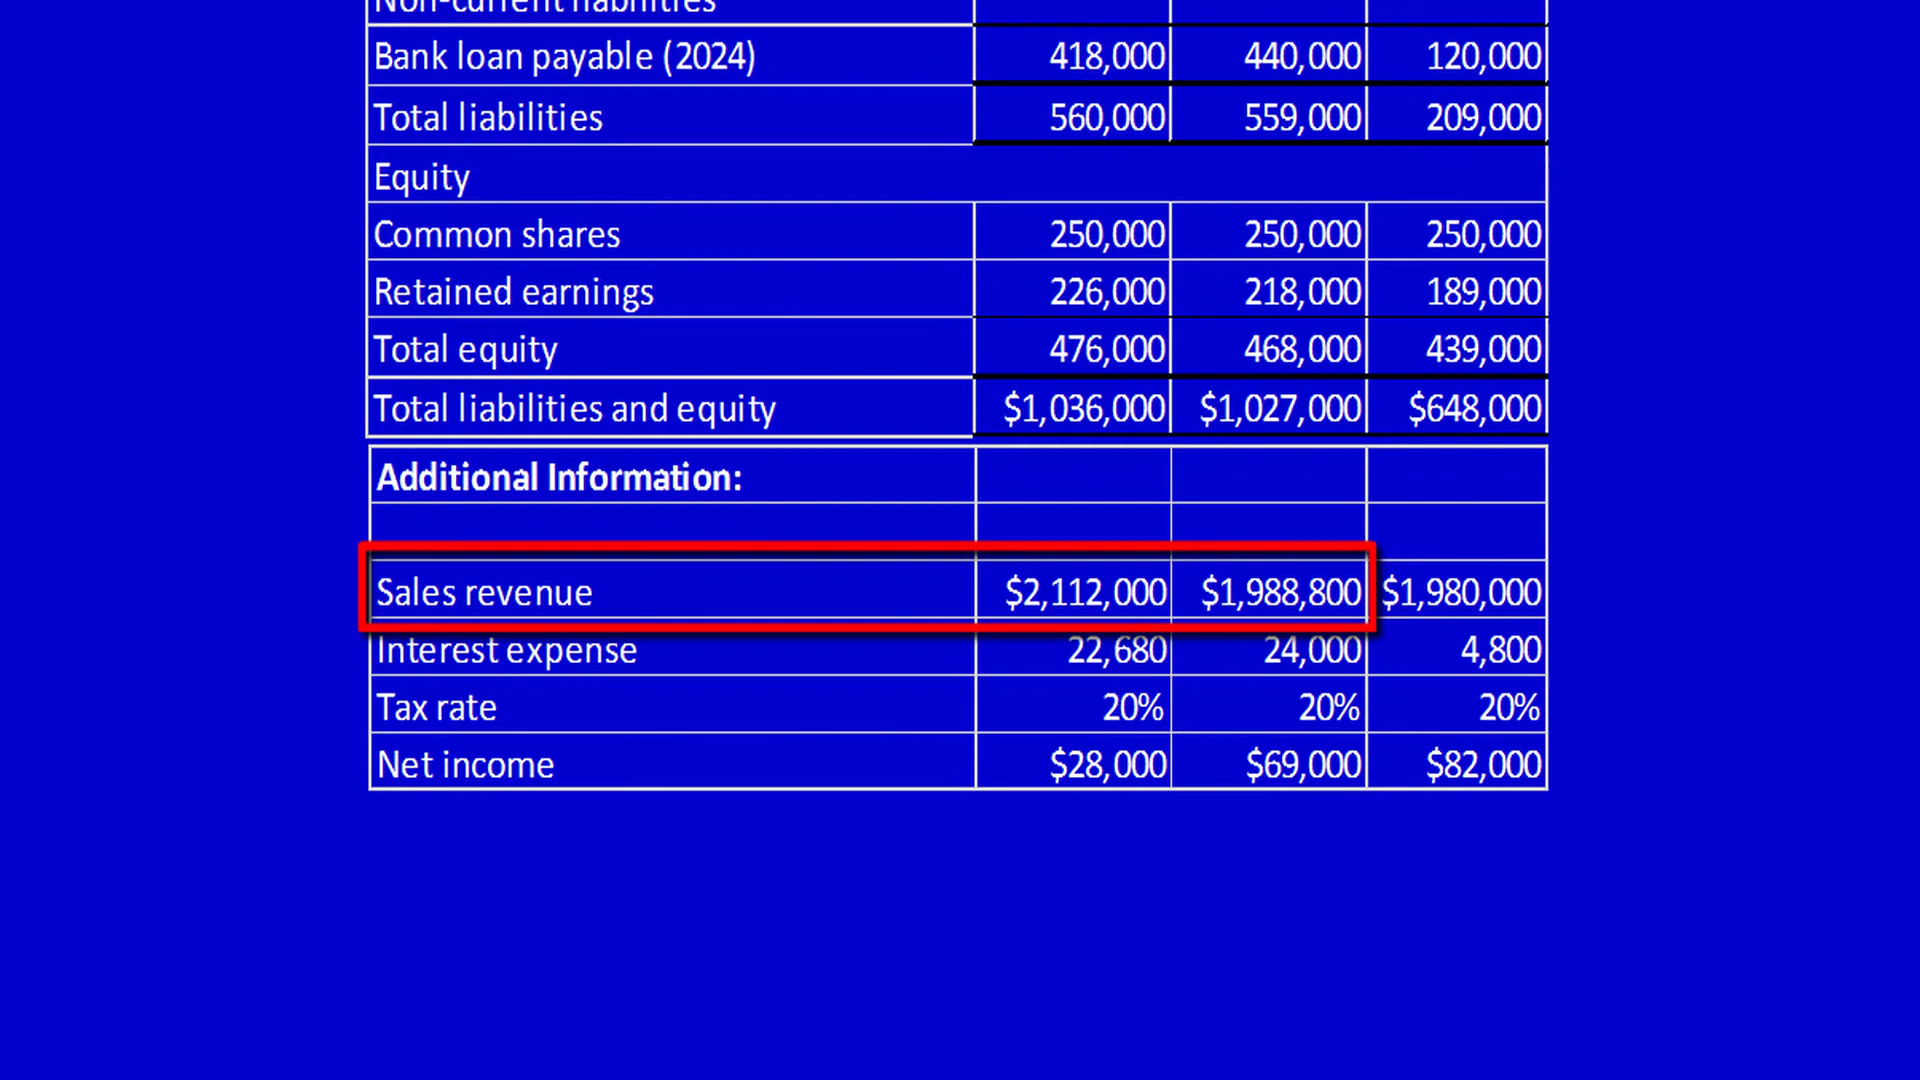 Non-current liabilities
Bank loan payable (2024) 418,000 440,000 120,000
Total liabilities 560,000 559,000 209,000
Equity
Common shares 250,000 250,000 250,000
Retained earnings 226,000 218,000 189,000
Total equity 476,000 468,000 439,000
Total liabilities and equity $1,036,000 $1,027,000 $648,000
Additional Information:
Sales revenue $2,112,000 $1,988,800 $1,980,000
Interest expense 22,680 24,000 4,800
Tax rate 20% 20% 20%
Net income $28,000 $69,000 $82,000